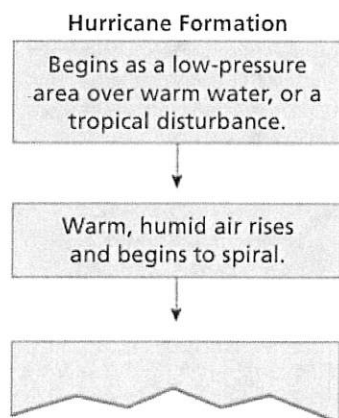 Hurricane Formation
Begins as a low-pressure
area over warm water, or a
tropical disturbance.
Warm, humid air rises
and begins to spiral.